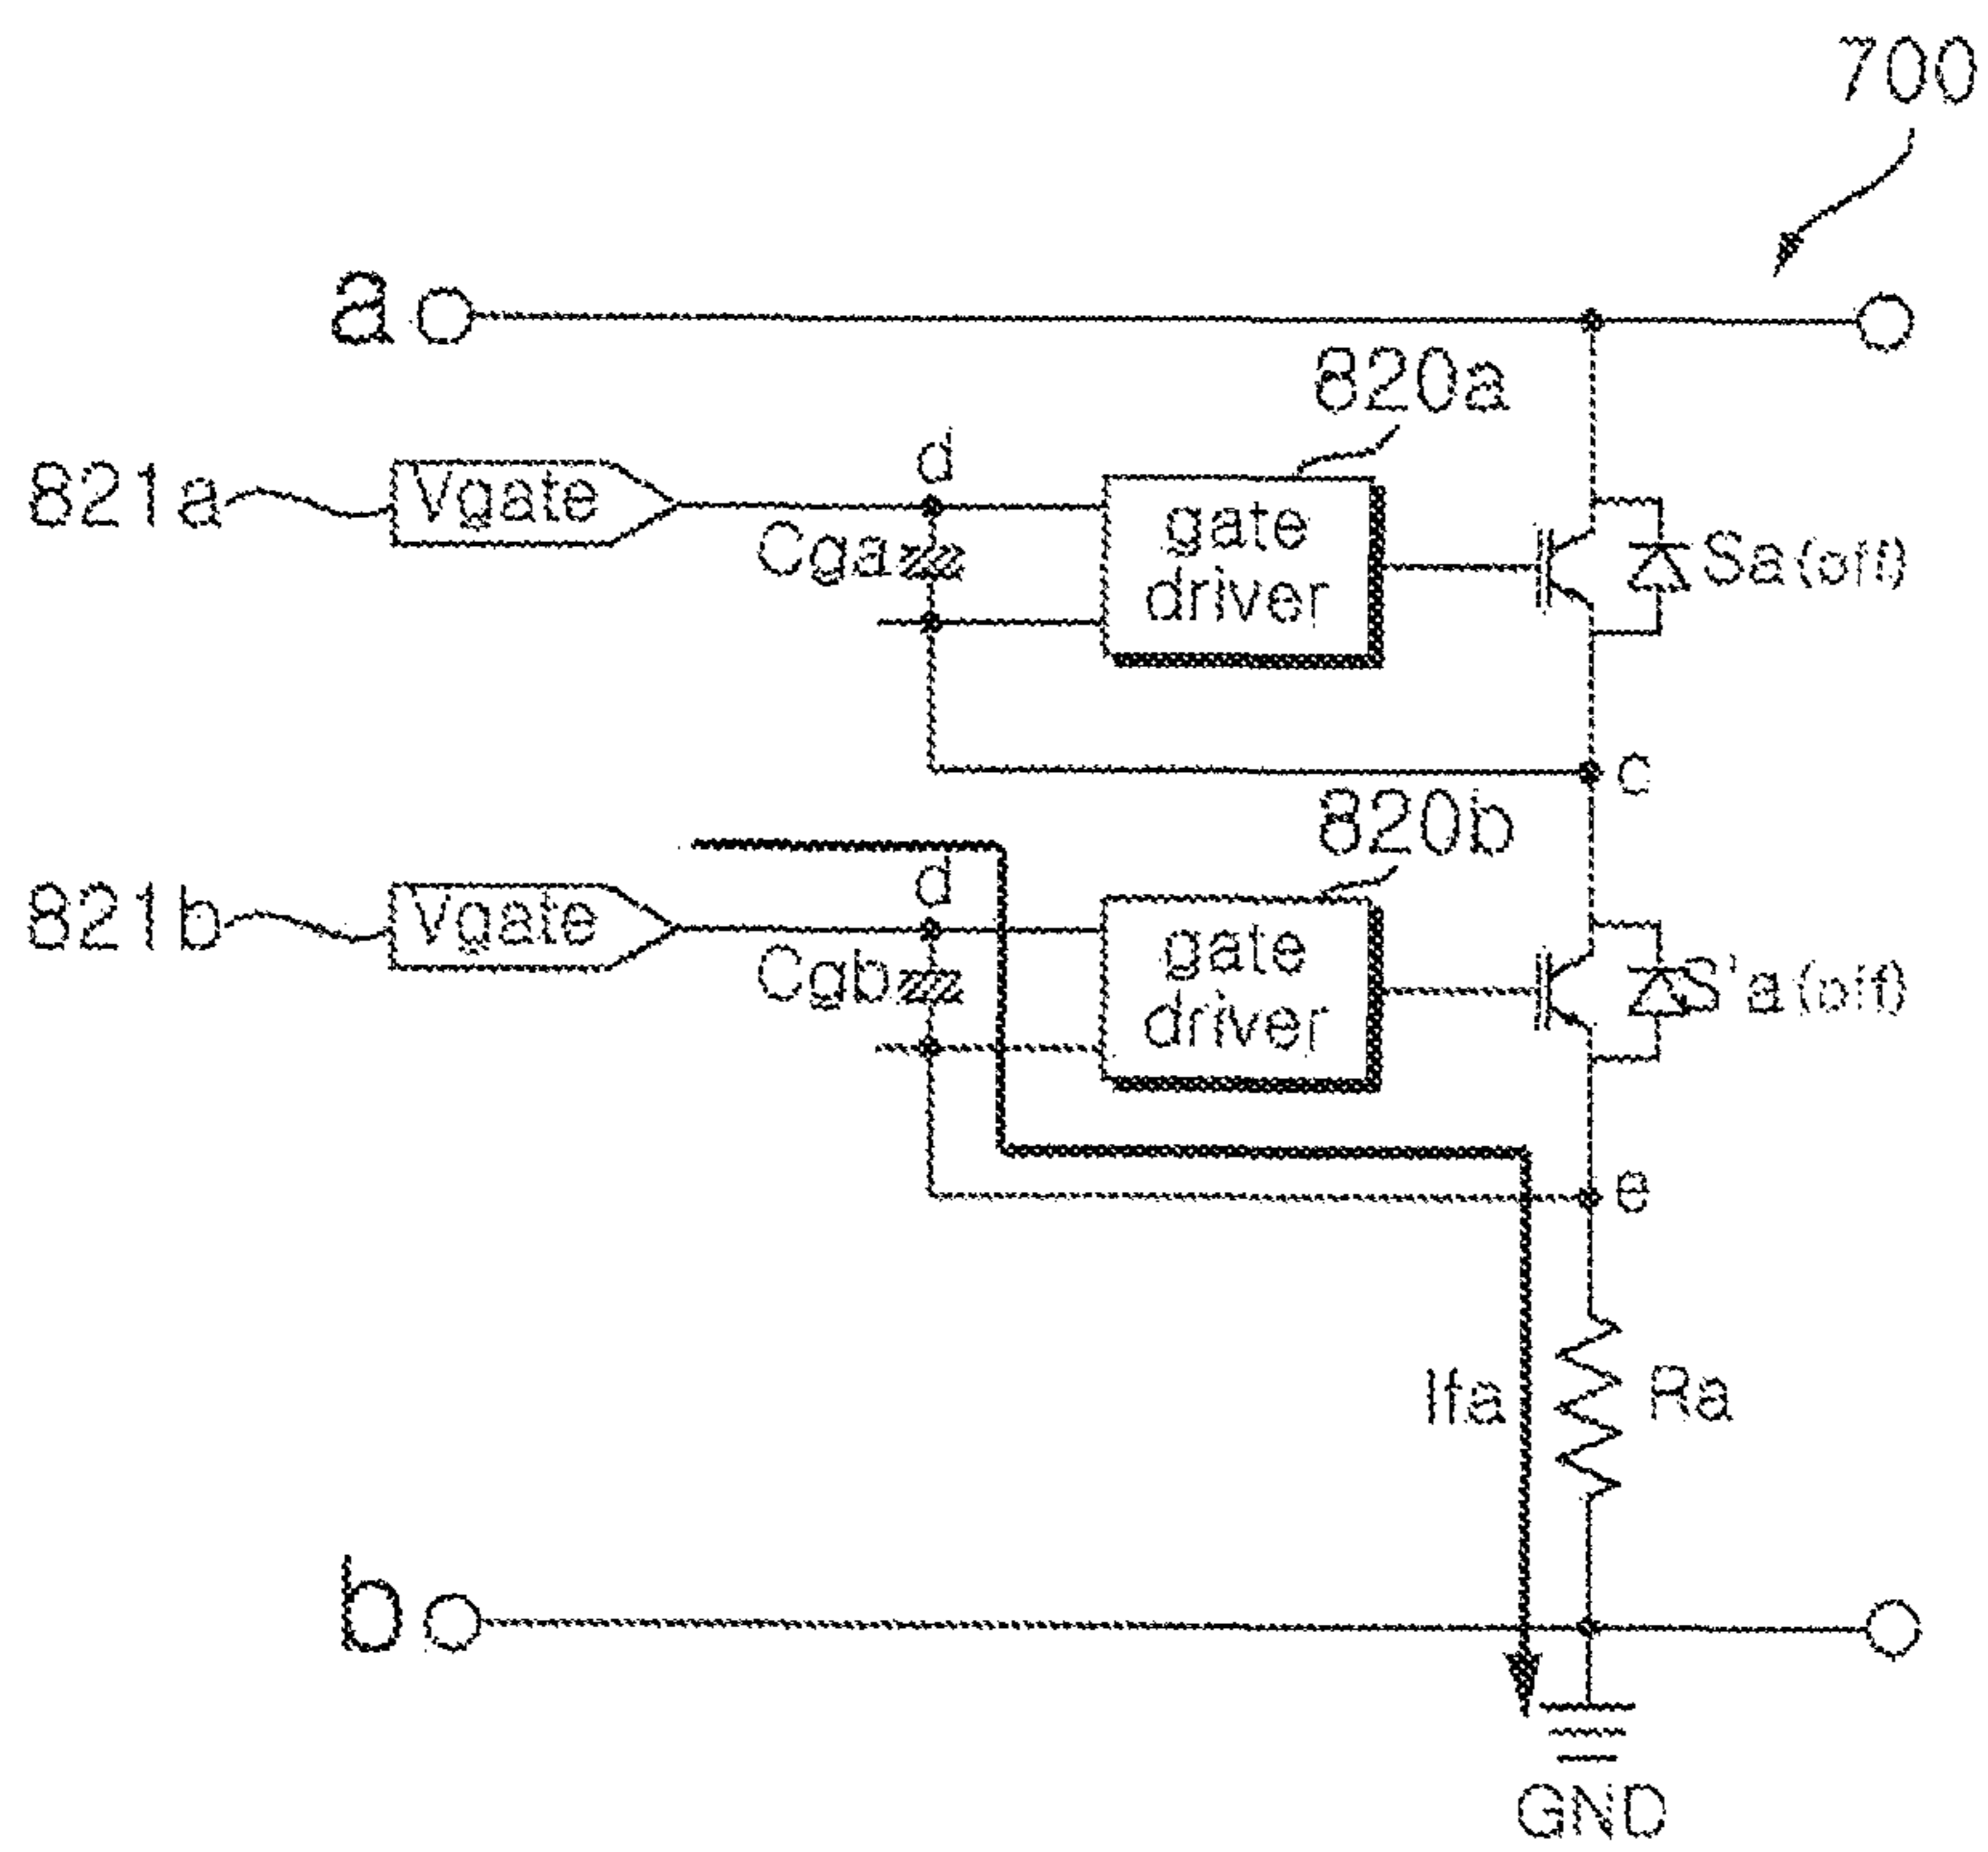 700
a
820a
821a
Vgate
d
Cga
gate
driver
Sa(off)
c
820b
821b
Vgate
d
Cgb
gate
driver
S'a(off)
e
Ifa
Ra
b
GND